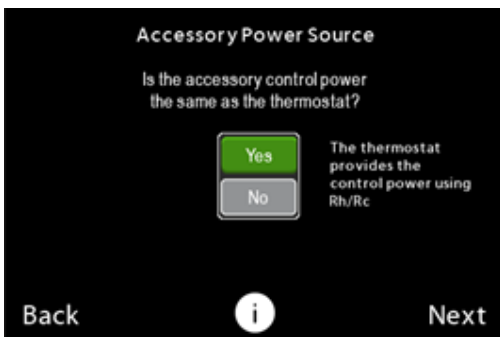 Accessory Power Source
Is the accessory control power
the same as the thermostat?
Yes
No
The thermostat
provides the
control power using
Rh/Rc
Back
i
Next